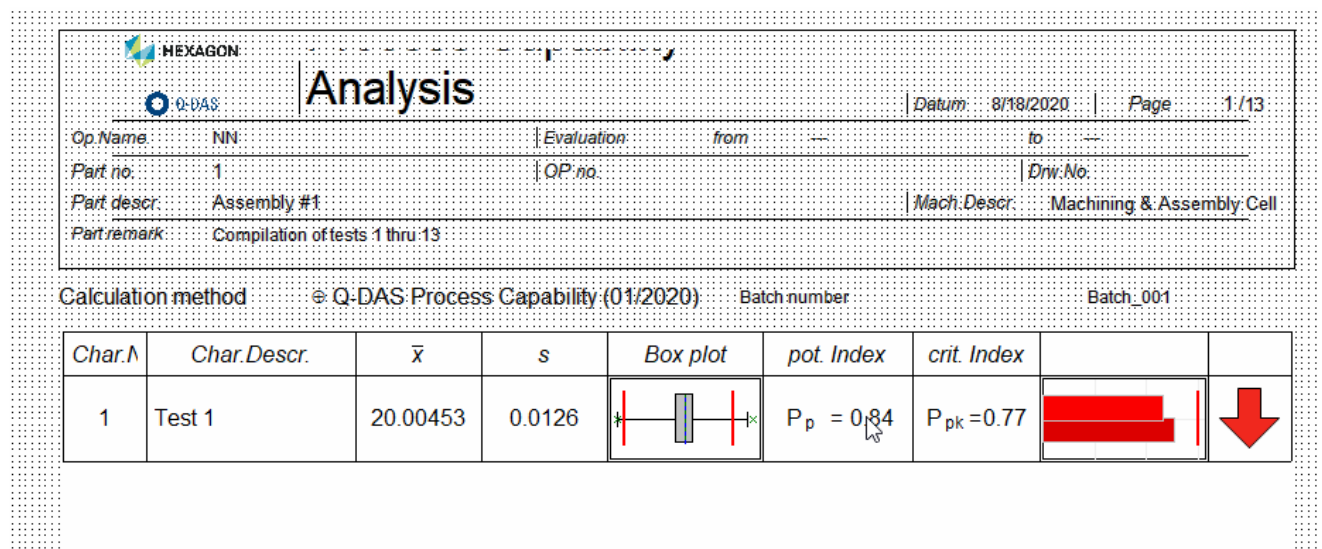 HEXAGON
Analysis
Q-DAS Datum 8/18/2020 Page 1 /13
Op.Name. NN Evaluation from --- to ---
Part no. 1 OP no. Drw.No.
Part descr. Assembly #1 Mach.Descr. Machining & Assembly Cell
Part remark Compilation of tests 1 thru 13
Calculation method Q-DAS Process Capability (01/2020) Batch number Batch_001
Char.N Char.Descr. x̅ s Box plot pot. Index crit. Index
1 Test 1 20.00453 0.0126 Pp = 0.84 Ppk =0.77